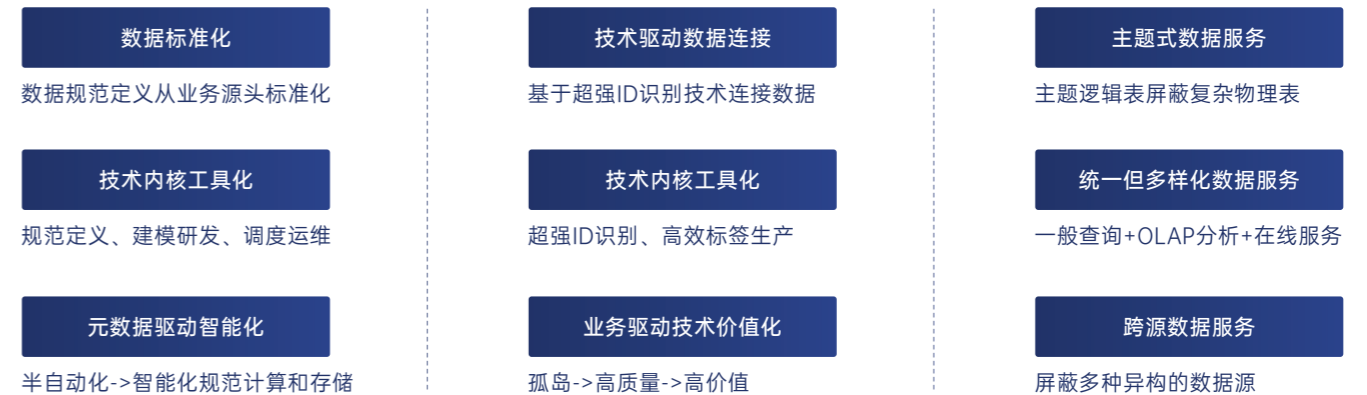 数据标准化
数据规范定义从业务源头标准化
技术内核工具化
规范定义、建模研发、调度运维
元数据驱动智能化
半自动化->智能化规范计算和存储
技术驱动数据连接
基于超强ID识别技术连接数据
技术内核工具化
超强ID识别、高效标签生产
业务驱动技术价值化
孤岛->高质量->高价值
主题式数据服务
主题逻辑表屏蔽复杂物理表
统一但多样化数据服务
一般查询+OLAP分析+在线服务
跨源数据服务
屏蔽多种异构的数据源